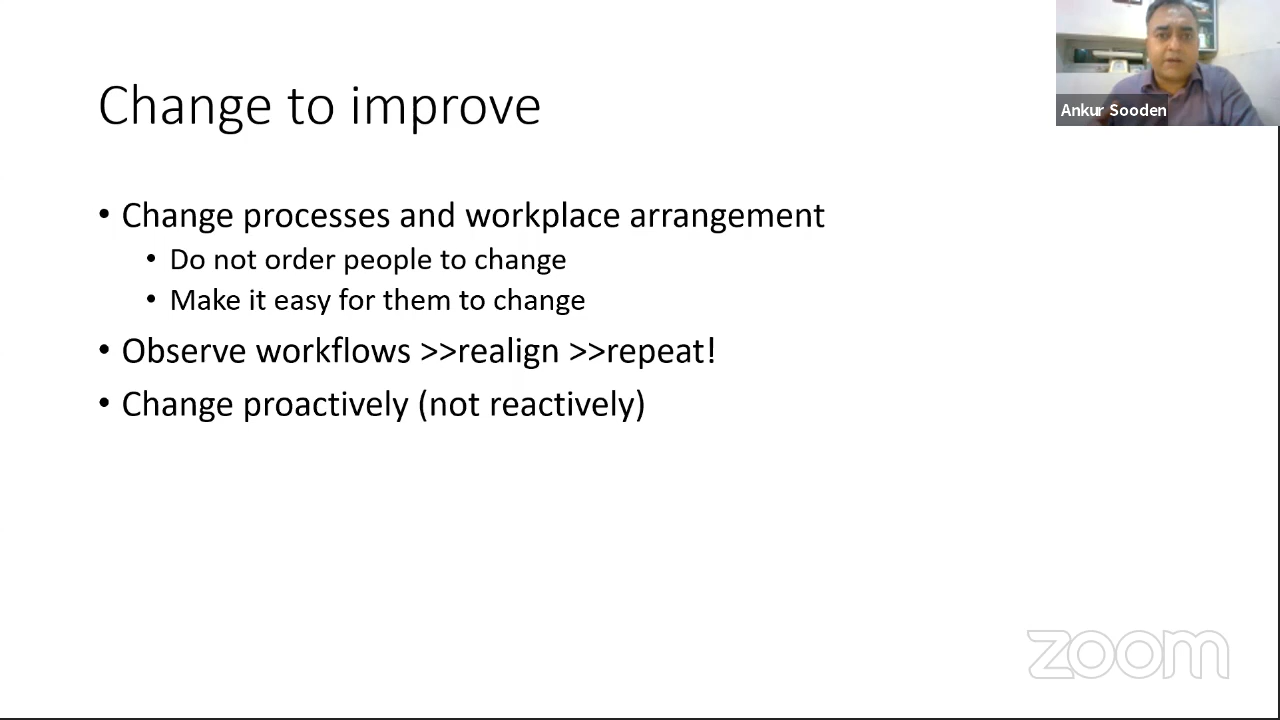 Change to improve
Ankur Sooden
• Change processes and workplace arrangement
• Do not order people to change
• Make it easy for them to change
• Observe workflows >>realign >>repeat!
• Change proactively (not reactively)
zoom